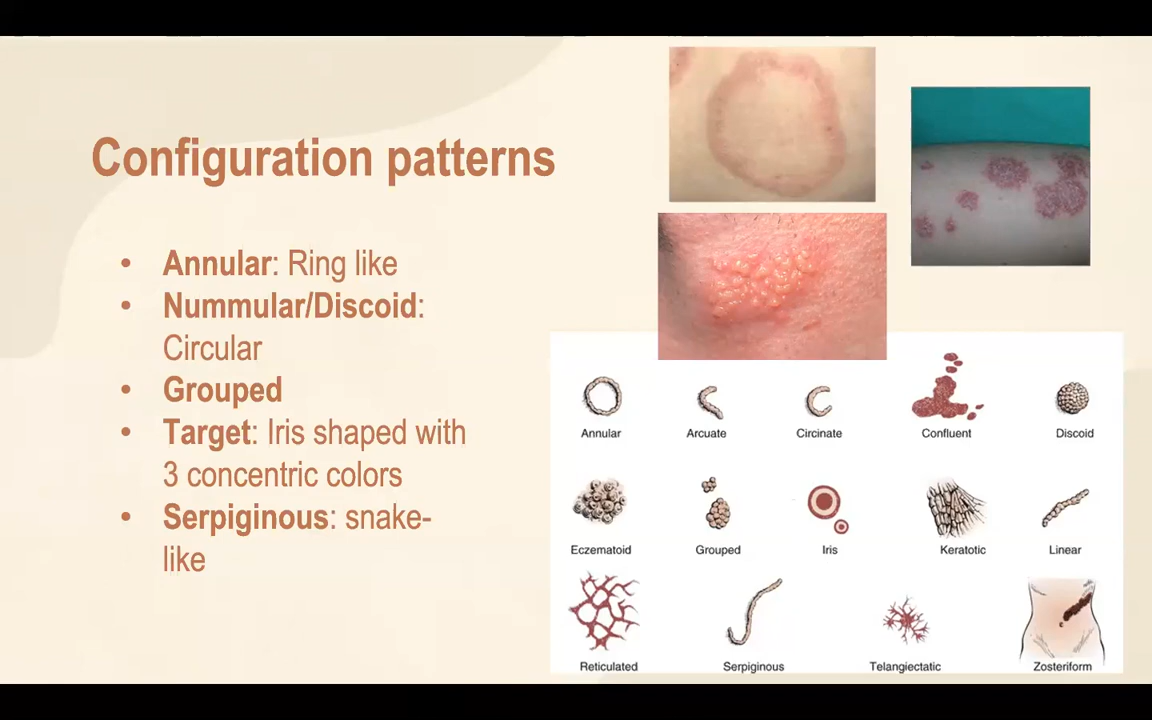 Configuration patterns
• Annular: Ring like
• Nummular/Discoid:
Circular
• Grouped
• Target: Iris shaped with
3 concentric colors
• Serpiginous: snake-
like
Annular
Arcuate
Circinate
Confluent
Discoid
Eczematoid
Grouped
Iris
Keratotic
Linear
Reticulated
Serpiginous
Telangiectatic
Zosteriform